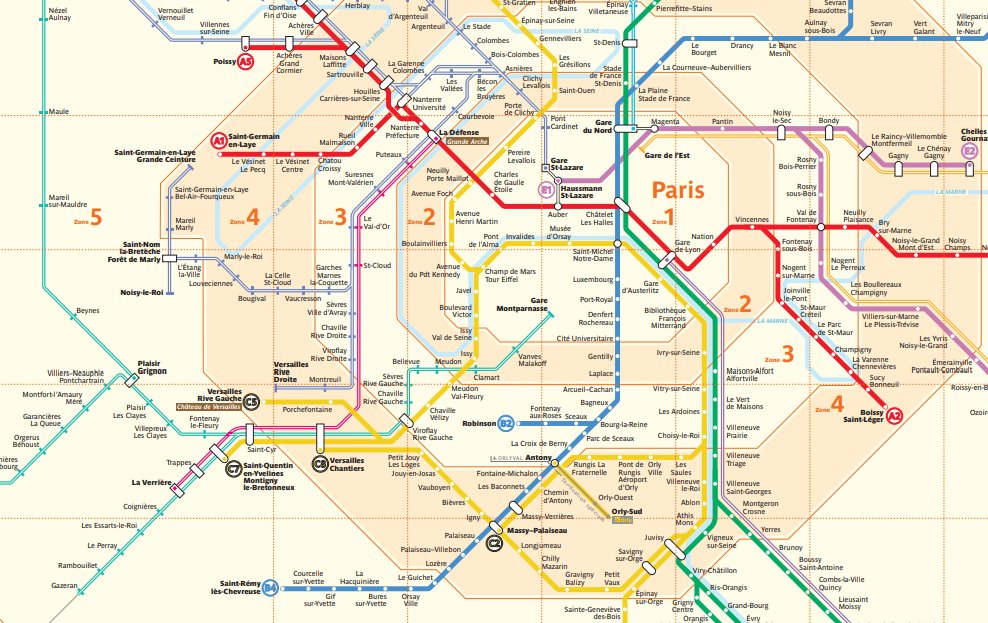 Nézel
Aulnay
Vernouillet
Verneuil
Villennes
sur-Seine
Poissy
A5
Conflans
Fin d'Oise
Achères
Ville
Achères
Grand
Cormier
Herblay
Maisons
Laffitte
Sartrouville
Houilles
Carrières-sur-Seine
LA SEINE
Val
d'Argenteuil
Argenteuil
Le Stade
Colombes
Bois-Colombes
Asnières
La Garenne
Colombes
Les
Vallées
Bécon
les
Bruyères
Courbevoie
Clichy
Levallois
Porte
de Clichy
St-Gratien
Enghien
les-Bains
Épinay-sur-Seine
Gennevilliers
Les
Grésillons
Saint-Ouen
LA SEINE
Épinay
Villetaneuse
Pierrefitte–Stains
St-Denis
Stade
de France
St-Denis
La Plaine
Stade de France
La Courneuve–Aubervilliers
Le
Bourget
Drancy
Le Blanc
Mesnil
Aulnay
sous-Bois
Sevran
Beaudottes
Sevran
Livry
Vert
Galant
Villeparisi
Mitry
le-Neuf
Maule
Mareil
sur-Mauldre
A1
Saint-Germain
en-Laye
Saint-Germain-en-Laye
Grande Ceinture
Le Vésinet
Le Pecq
Le Vésinet
Centre
Chatou
Croissy
Rueil
Malmaison
Nanterre
Ville
Nanterre
Université
Nanterre
Préfecture
La Défense
Grande Arche
Puteaux
Suresnes
Mont-Valérien
Neuilly
Porte Maillot
Pereire
Levallois
Pont
Cardinet
Gare
St-Lazare
E1
Haussmann
St-Lazare
Gare
du Nord
Magenta
Gare de l'Est
Pantin
Noisy
le-Sec
Bondy
Le Raincy–Villemomble
Montfermeil
Gagny
Le Chénay
Gagny
Chelles
Gourna
E2
Rosny
Bois-Perrier
Rosny
sous-Bois
Val de
Fontenay
Neuilly
Plaisance
Bry
sur-Marne
Noisy-le-Grand
Mont d'Est
Noisy
Champs
LA MARNE
Zone 5
Zone 4
Zone 3
Zone 2
Paris
Zone 1
Saint-Germain-en-Laye
Bel-Air–Fourqueux
Mareil
Marly
Saint-Nom
la-Bretèche
Forêt de Marly
L'Étang
la-Ville
Noisy-le-Roi
Marly-le-Roi
Louveciennes
Bougival
La Celle
St-Cloud
Vaucresson
Garches
Marnes
la-Coquette
LA SEINE
Le
Val-d'Or
St-Cloud
Sèvres
Ville d'Avray
Chaville
Rive Droite
Viroflay
Rive Droite
Montreuil
Versailles
Rive
Droite
Avenue Foch
Avenue
Henri Martin
Boulainvilliers
Avenue
du Pdt Kennedy
Charles
de Gaulle
Étoile
Auber
Châtelet
Les Halles
Pont
de l'Alma
Invalides
Musée
d'Orsay
Saint-Michel
Notre-Dame
Champ de Mars
Tour Eiffel
Javel
Boulevard
Victor
Issy
Val de Seine
Issy
Gare
Montparnasse
Vanves
Malakoff
Clamart
Meudon
Bellevue
Meudon
Val-Fleury
Sèvres
Rive Gauche
Chaville
Rive Gauche
Chaville
Vélizy
Viroflay
Rive Gauche
Luxembourg
Port-Royal
Denfert
Rochereau
Cité Universitaire
Gentilly
Laplace
Arcueil–Cachan
Bagneux
Gare
de Lyon
Nation
Gare
d'Austerlitz
Bibliothèque
François
Mitterrand
Ivry-sur-Seine
Vitry-sur-Seine
Les Ardoines
Choisy-le-Roi
Vincennes
Fontenay
sous-Bois
Nogent
sur-Marne
Nogent
Le Perreux
Joinville
le-Pont
St-Maur
Créteil
Le Parc
de St-Maur
Champigny
La Varenne
Chennevières
Sucy
Bonneuil
Boissy
Saint-Léger
A2
LA MARNE
Les Boullereaux
Champigny
Villiers-sur-Marne
Le Plessis-Trévise
Les Yvris
Noisy-le-Grand
Émerainville
Pontault-Combault
Roissy-en-B
Ozoir
Zone 2
Zone 3
Zone 4
Maisons-Alfort
Alfortville
Le Vert
de Maisons
Villeneuve
Prairie
Villeneuve
Triage
Villeneuve
Saint-Georges
Montgeron
Crosne
Yerres
Brunoy
Boussy
Saint-Antoine
Combs-la-Ville
Quincy
Lieusaint
Moissy
Beynes
Plaisir
Grignon
Villiers–Neauphle
Pontchartrain
Montfort-l'Amaury
Méré
Garancières
La Queue
Orgerus
Béhoust
Plaisir
Les Clayes
Villepreux
Les Clayes
Fontenay
le-Fleury
Versailles
Rive Gauche
Château de Versailles
C5
Porchefontaine
Saint-Cyr
C8
Versailles
Chantiers
C7
Saint-Quentin
en-Yvelines
Montigny
le-Bretonneux
Trappes
La Verrière
Coignières
Les Essarts-le-Roi
Le Perray
Rambouillet
Gazeran
Petit Jouy
Les Loges
Jouy-en-Josas
Vauboyen
Bièvres
Igny
C2
Massy–Palaiseau
Palaiseau
Palaiseau–Villebon
Lozère
Le Guichet
Orsay
Ville
Bures
sur-Yvette
La
Hacquinière
Gif
sur-Yvette
Courcelle
sur-Yvette
Saint-Rémy
lès-Chevreuse
B4
Robinson
B2
Fontenay
aux-Roses
Sceaux
Bourg-la-Reine
Parc de Sceaux
La Croix de Berny
ORLYVAL
Antony
Fontaine-Michalon
Les Baconnets
Chemin
d'Antony
Massy–Verrières
Longjumeau
Chilly
Mazarin
Gravigny
Balizy
Petit
Vaux
Savigny
sur-Orge
Épinay
sur-Orge
Sainte-Geneviève
des-Bois
Tarification spéciale
Orly-Ouest
Orly-Sud
Rungis La
Fraternelle
Pont de
Rungis
Aéroport
d'Orly
Orly
Ville
Les
Saules
Villeneuve
le-Roi
Ablon
Athis
Mons
Juvisy
Vigneux
sur-Seine
Viry-Châtillon
Ris-Orangis
Grigny
Centre
Grand-Bourg
Orangis
Évry